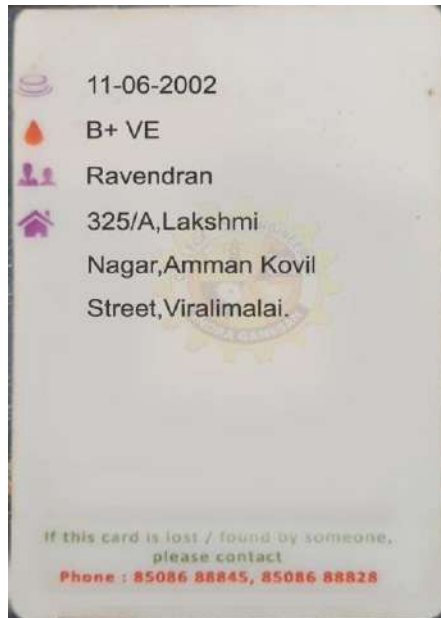 11-06-2002
B+ VE
Ravendran
325/A,Lakshmi
Nagar,Amman Kovil
Street,Viralimalai.
If this card is lost / found by someone,
please contact
Phone : 85086 88845, 85086 88828